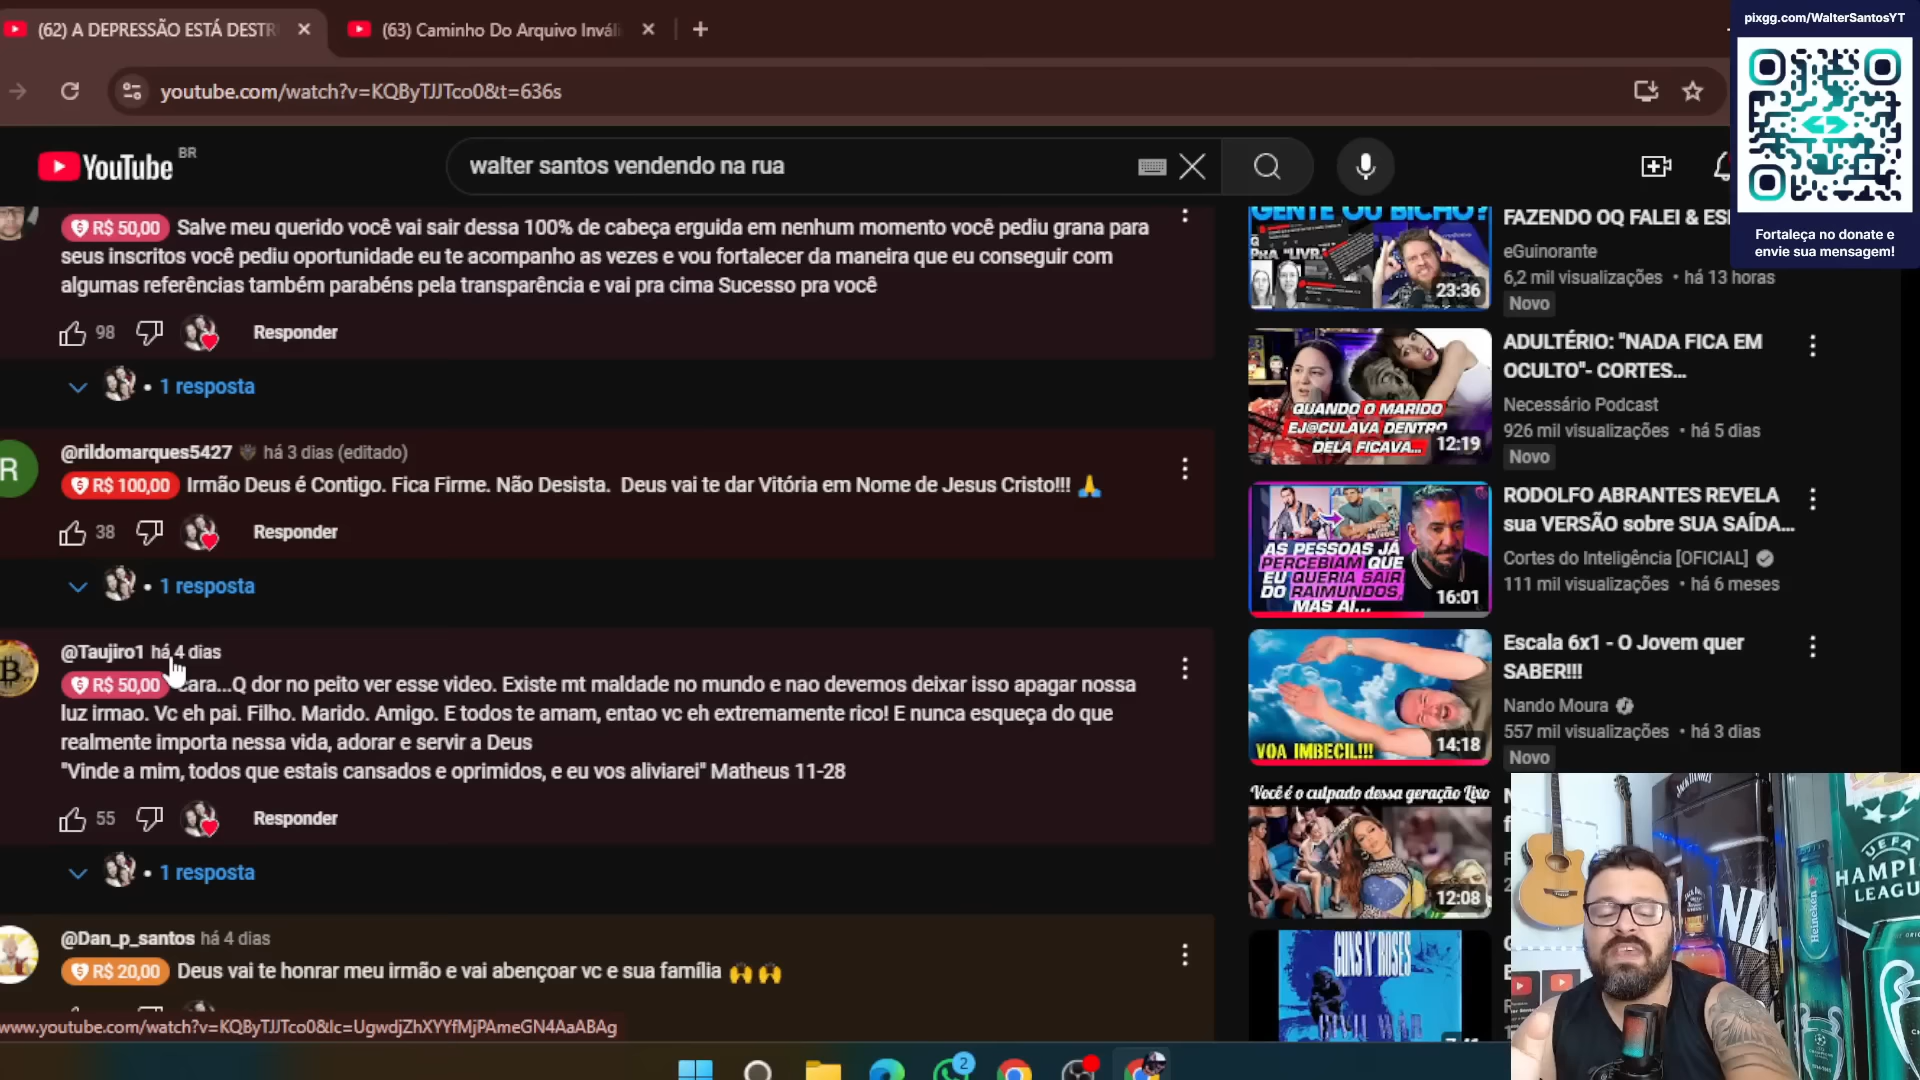 (62) A DEPRESSÃO ESTÁ DESTR
(63) Caminho Do Arquivo Invál
youtube.com/watch?v=KQByTJJTco0&t=636s
pixgg.com/WalterSantosYT
Fortaleça no donate e
envie sua mensagem!
YouTube BR
walter santos vendendo na rua
R$ 50,00 Salve meu querido você vai sair dessa 100% de cabeça erguida em nenhum momento você pediu grana para
seus inscritos você pediu oportunidade eu te acompanho as vezes e vou fortalecer da maneira que eu conseguir com
algumas referências também parabéns pela transparência e vai pra cima Sucesso pra você
98 Responder
• 1 resposta
R
@rildomarques5427 há 3 dias (editado)
R$ 100,00 Irmão Deus é Contigo. Fica Firme. Não Desista. Deus vai te dar Vitória em Nome de Jesus Cristo!!! 🙏
38 Responder
• 1 resposta
@Taujiro1 há 4 dias
R$ 50,00 cara...Q dor no peito ver esse video. Existe mt maldade no mundo e nao devemos deixar isso apagar nossa
luz irmao. Vc eh pai. Filho. Marido. Amigo. E todos te amam, entao vc eh extremamente rico! E nunca esqueça do que
realmente importa nessa vida, adorar e servir a Deus
"Vinde a mim, todos que estais cansados e oprimidos, e eu vos aliviarei" Matheus 11-28
55 Responder
• 1 resposta
@Dan_p_santos há 4 dias
R$ 20,00 Deus vai te honrar meu irmão e vai abençoar vc e sua família 🙌 🙌
www.youtube.com/watch?v=KQByTJJTco0&lc=UgwdjZhXYYfMjPAmeGN4AaABAg
GENTE OU BICHO?
PRA "LIVR.
23:36
FAZENDO OQ FALEI & ES
eGuinorante
6,2 mil visualizações • há 13 horas
Novo
QUANDO O MARIDO
EJ@CULAVA DENTRO
DELA FICAVA...
12:19
ADULTÉRIO: "NADA FICA EM
OCULTO"- CORTES...
Necessário Podcast
926 mil visualizações • há 5 dias
Novo
AS PESSOAS JÁ
PERCEBIAM QUE
EU QUERIA SAIR
DO RAIMUNDOS,
MAS AÍ...
16:01
RODOLFO ABRANTES REVELA
sua VERSÃO sobre SUA SAÍDA...
Cortes do Inteligência [OFICIAL]
111 mil visualizações • há 6 meses
VOA IMBECIL!!!
14:18
Escala 6x1 - O Jovem quer
SABER!!!
Nando Moura
557 mil visualizações • há 3 dias
Novo
Você é o culpado dessa geração Lixo
12:08
GUNS N' ROSES
CIVIL WAR
JACK DANIEL'S
Heineken
UEFA
HAMPI
LEAGU
2